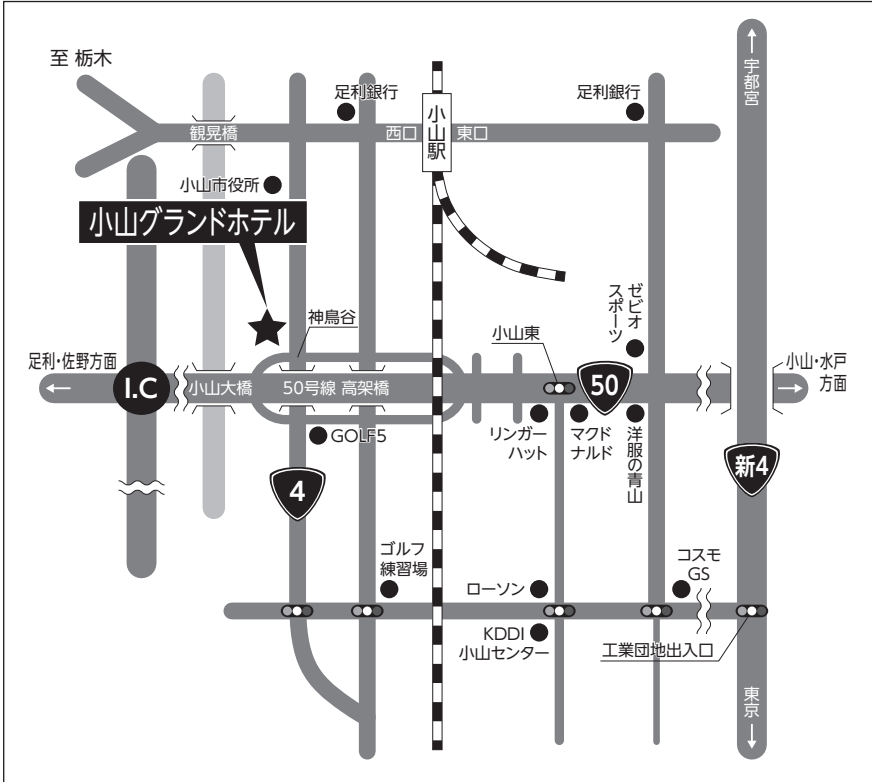 至 栃木
宇都宮
足利銀行
足利銀行
観晃橋
西口
小山駅
東口
小山市役所
小山グランドホテル
神鳥谷
小山東
ゼビオ
スポーツ
足利・佐野方面
I.C
小山大橋
50号線 高架橋
50
小山・水戸
方面
GOLF5
リンガー
ハット
マクド
ナルド
洋服の青山
4
新4
ゴルフ
練習場
ローソン
コスモ
GS
KDDI
小山センター
工業団地出入口
東京